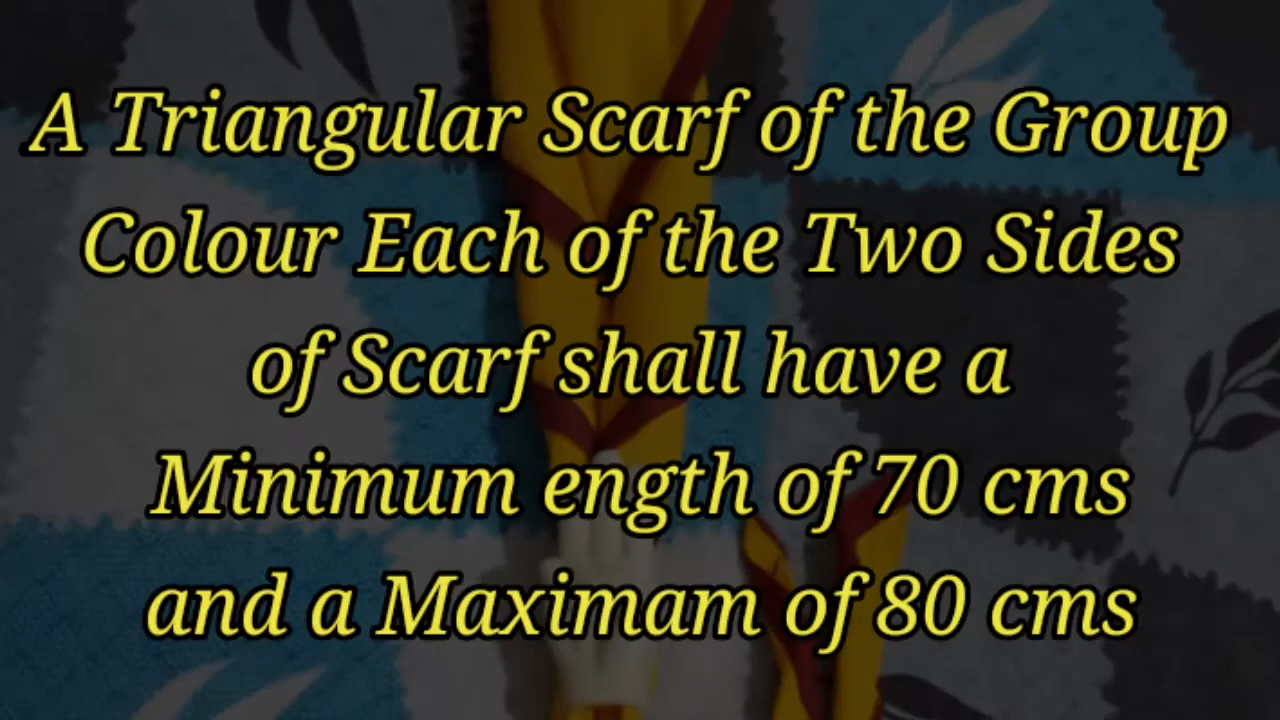 A Triangular Scarf of the Group
Colour Each of the Two Sides
of Scarf shall have a
Minimum ength of 70 cms
and a Maximam of 80 cms